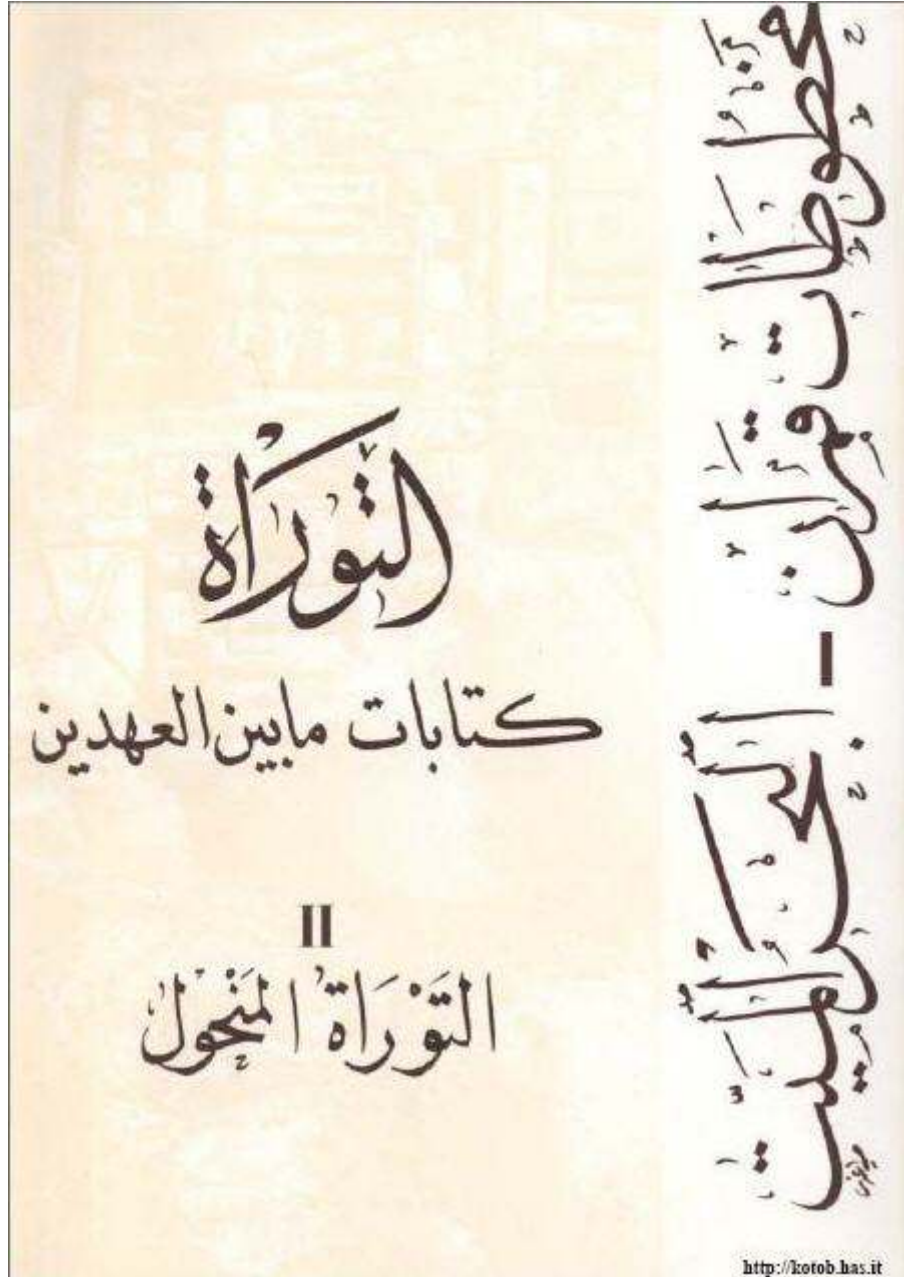 مخطوطات قمران - البحر الميت
التوراة
كتابات مابين العهدين
II
التوراة المنحول
http://kotob.has.it